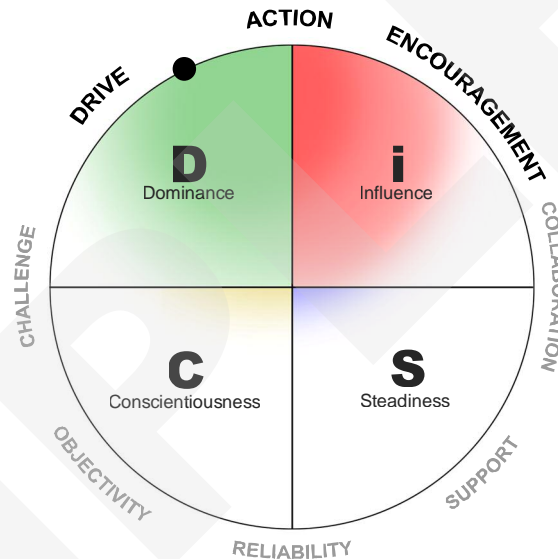 ACTION
DRIVE
ENCOURAGEMENT
D
Dominance
i
Influence
CHALLENGE
COLLABORATION
C
Conscientiousness
S
Steadiness
OBJECTIVITY
SUPPORT
RELIABILITY